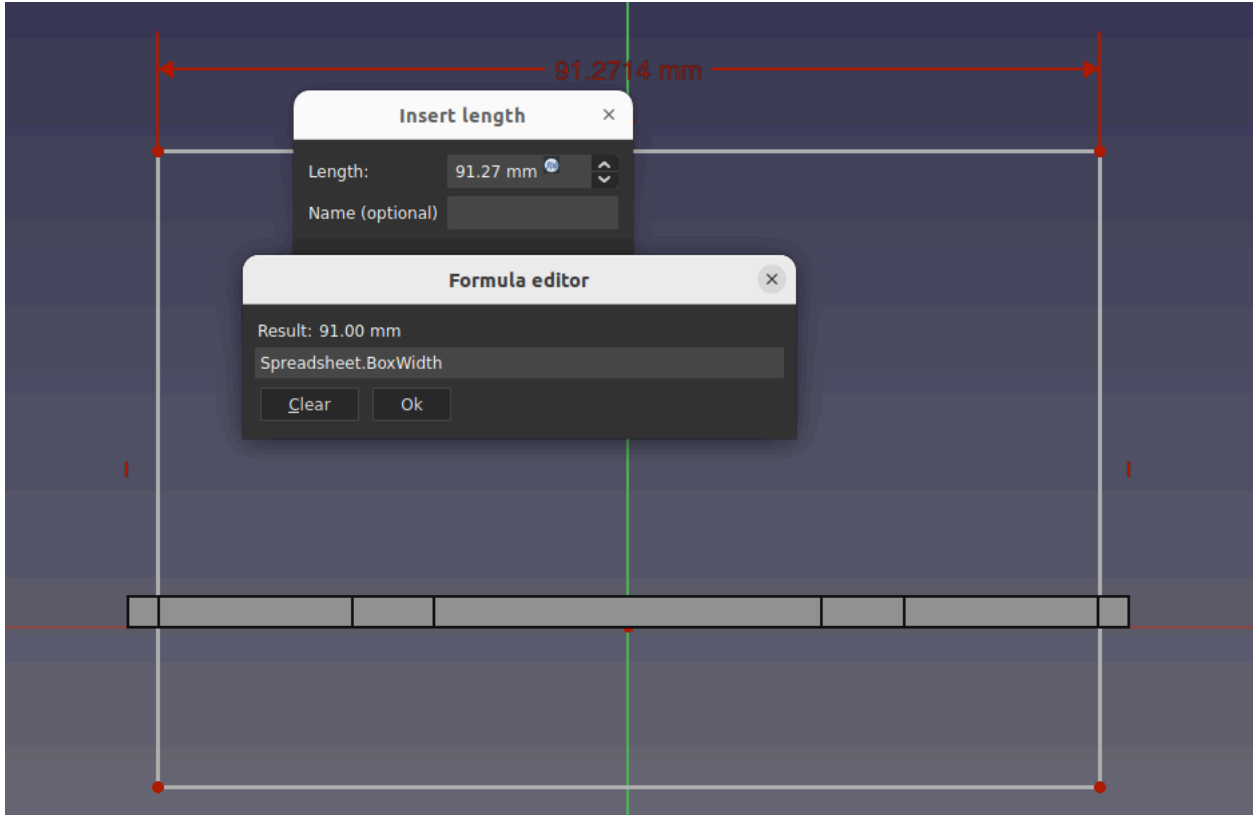 91.2714 mm
Insert length
Length:
91.27 mm
Name (optional)
Formula editor
Result: 91.00 mm
Spreadsheet.BoxWidth
Clear
Ok